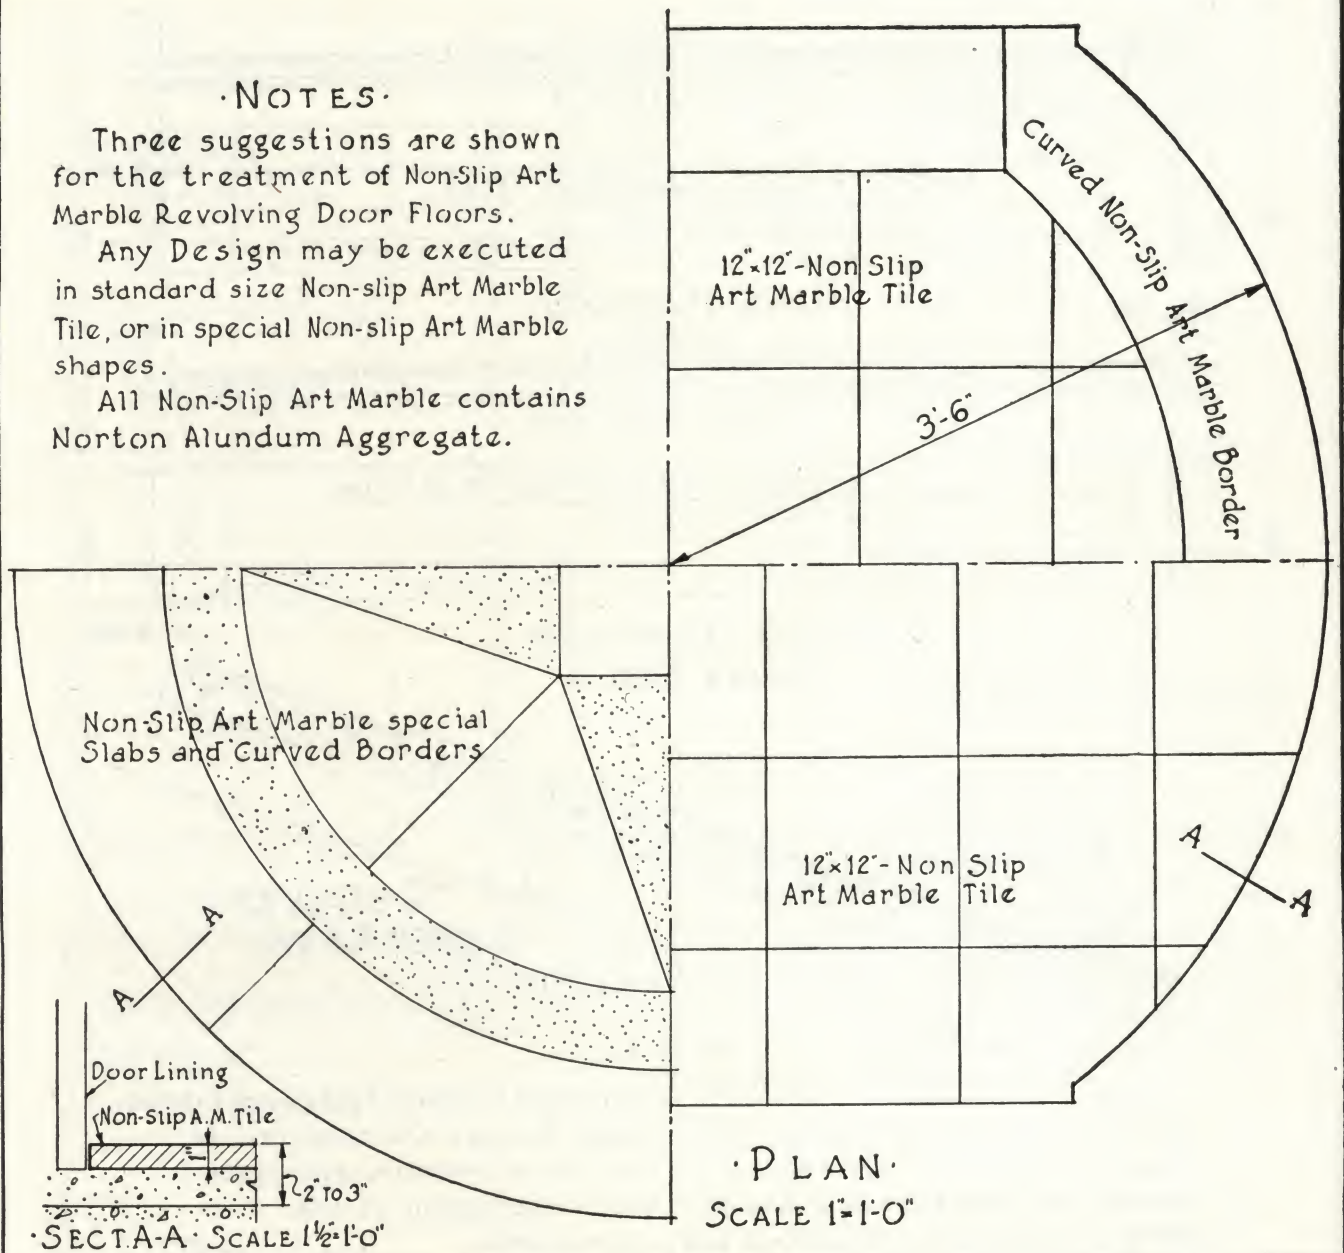 ·NOTES·
Three suggestions are shown
for the treatment of Non-Slip Art
Marble Revolving Door Floors.
Any Design may be executed
in standard size Non-slip Art Marble
Tile, or in special Non-slip Art Marble
shapes.
All Non-Slip Art Marble contains
Norton Alundum Aggregate.
Curved Non-Slip Art Marble Border
12"x12"-Non Slip
Art Marble Tile
3'-6"
Non-Slip Art Marble special
Slabs and Curved Borders
12"x12"-Non Slip
Art Marble Tile
A
A
A
A
Door Lining
Non-Slip A.M. Tile
1"
2" TO 3"
·SECT. A-A· SCALE 1½"=1'-0"
·PLAN·
SCALE 1"=1'-0"